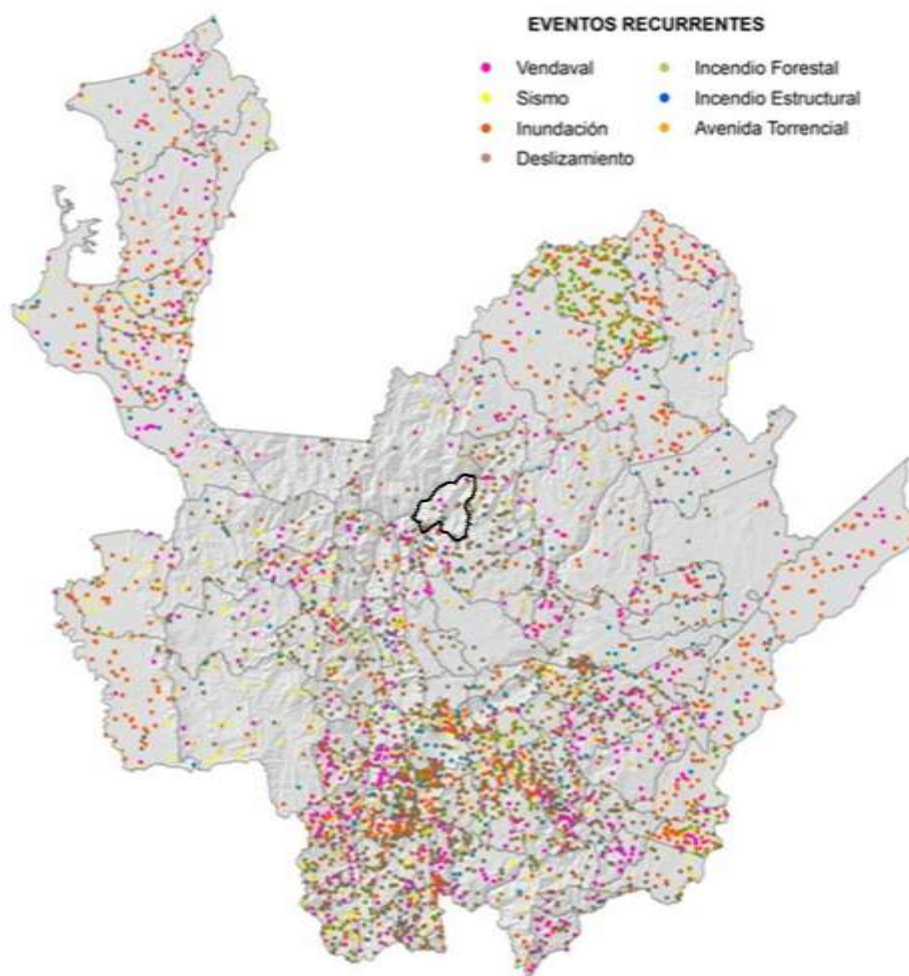 EVENTOS RECURRENTES
Vendaval
Sismo
Inundación
Deslizamiento
Incendio Forestal
Incendio Estructural
Avenida Torrencial